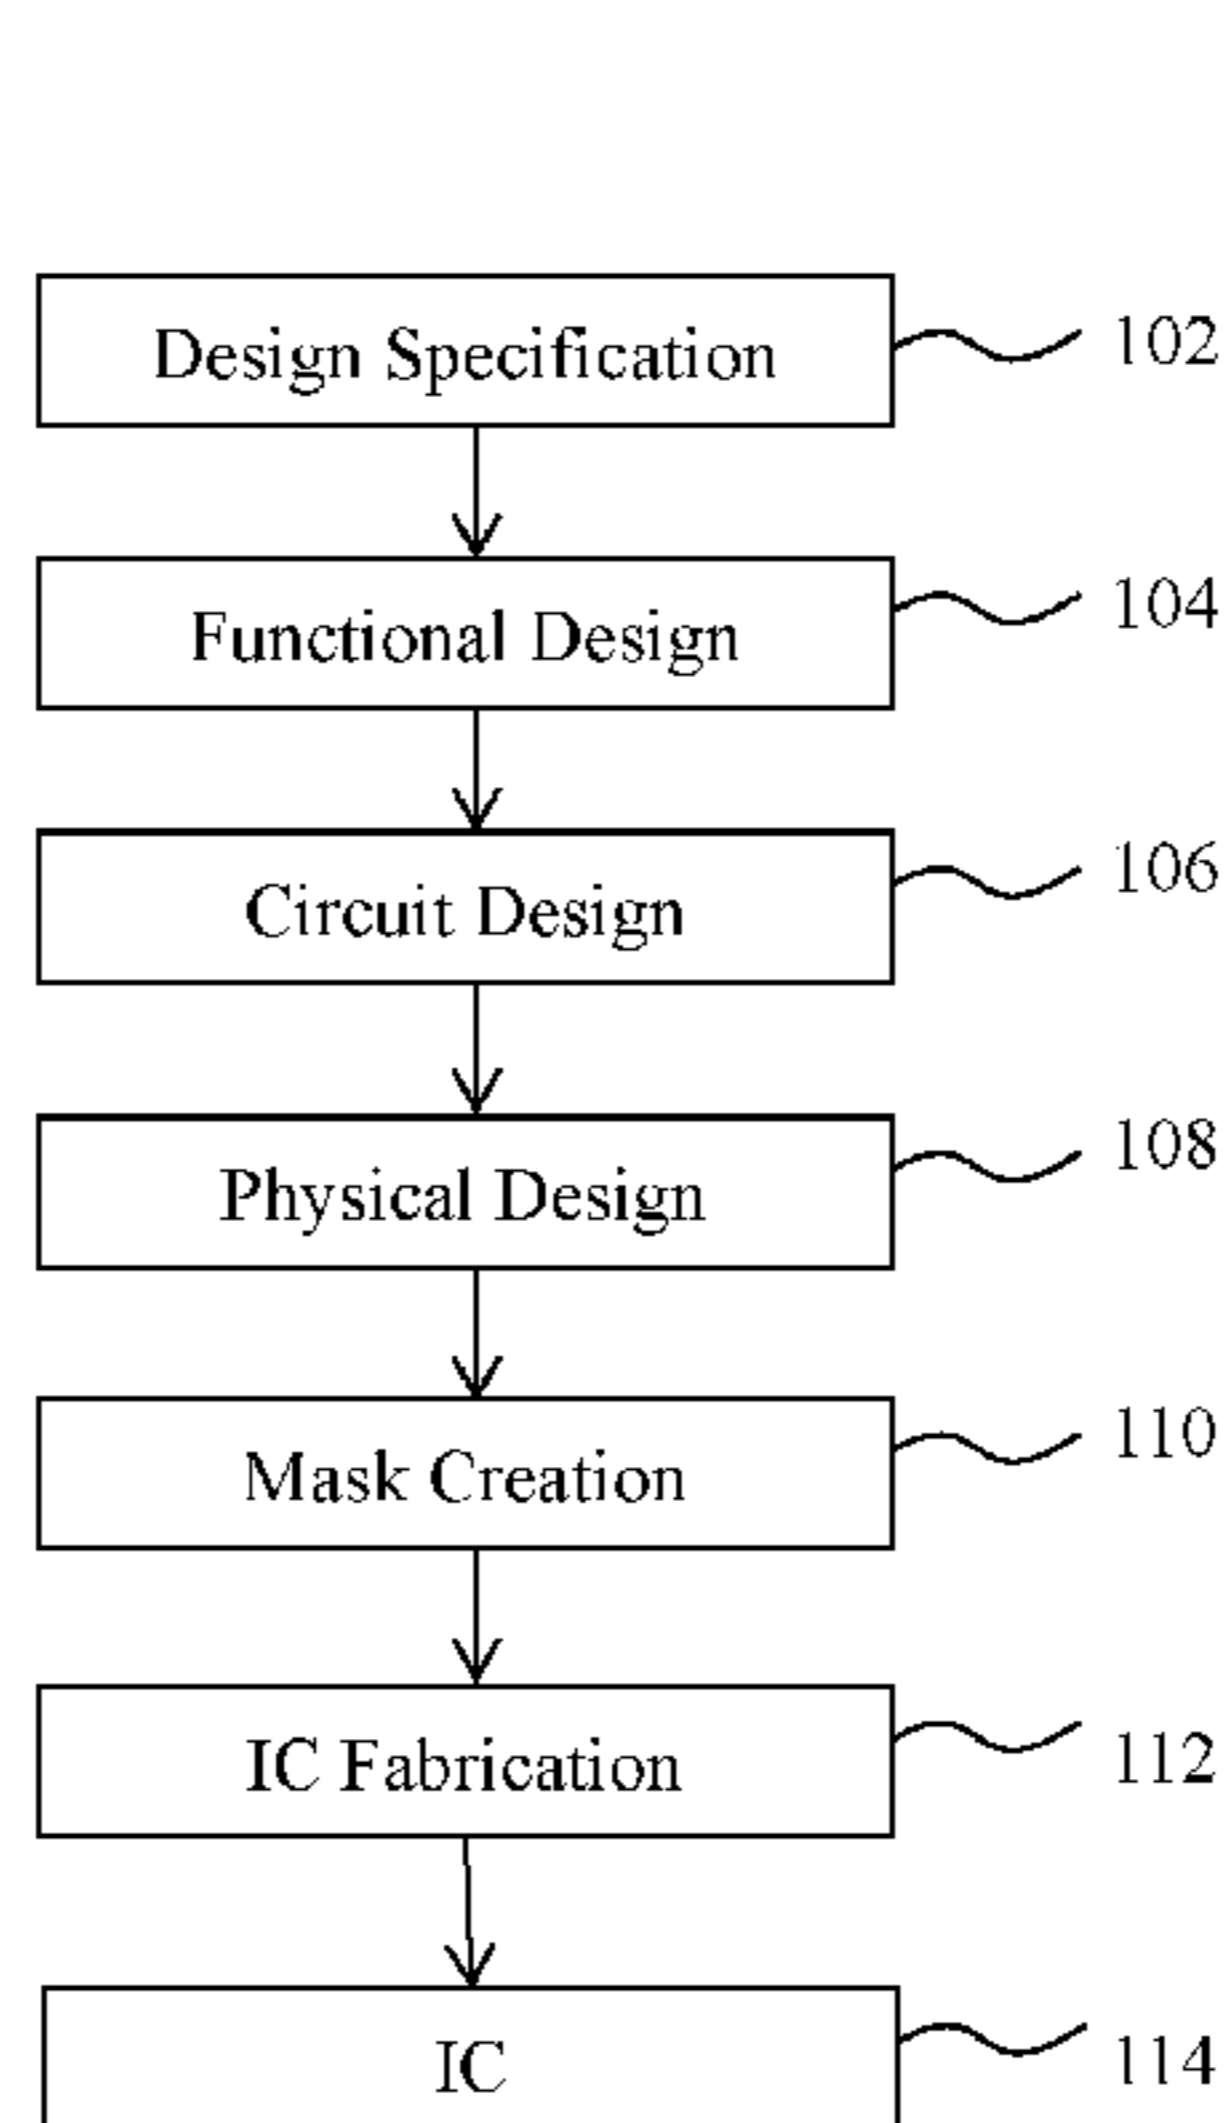 Design Specification 102
Functional Design 104
Circuit Design 106
Physical Design 108
Mask Creation 110
IC Fabrication 112
IC 114